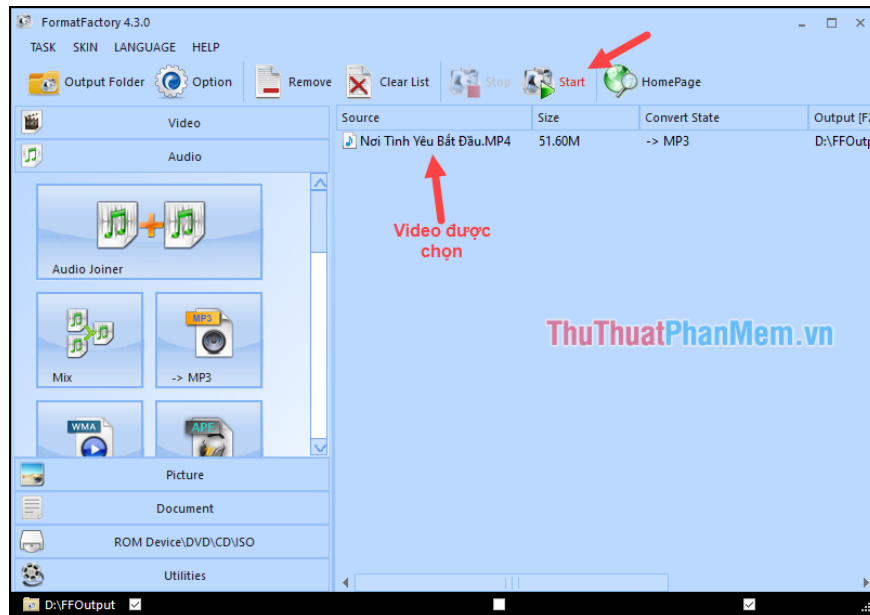 FormatFactory 4.3.0
TASK SKIN LANGUAGE HELP
Output Folder Option Remove Clear List Stop Start HomePage
Video
Audio
Audio Joiner
Mix
MP3
-> MP3
WMA
APE
Picture
Document
ROM Device\DVD\CD\ISO
Utilities
Source Size Convert State Output [F2
Nơi Tình Yêu Bắt Đầu.MP4 51.60M -> MP3 D:\FFOutp
Video được
chọn
ThuThuatPhanMem.vn
D:\FFOutput